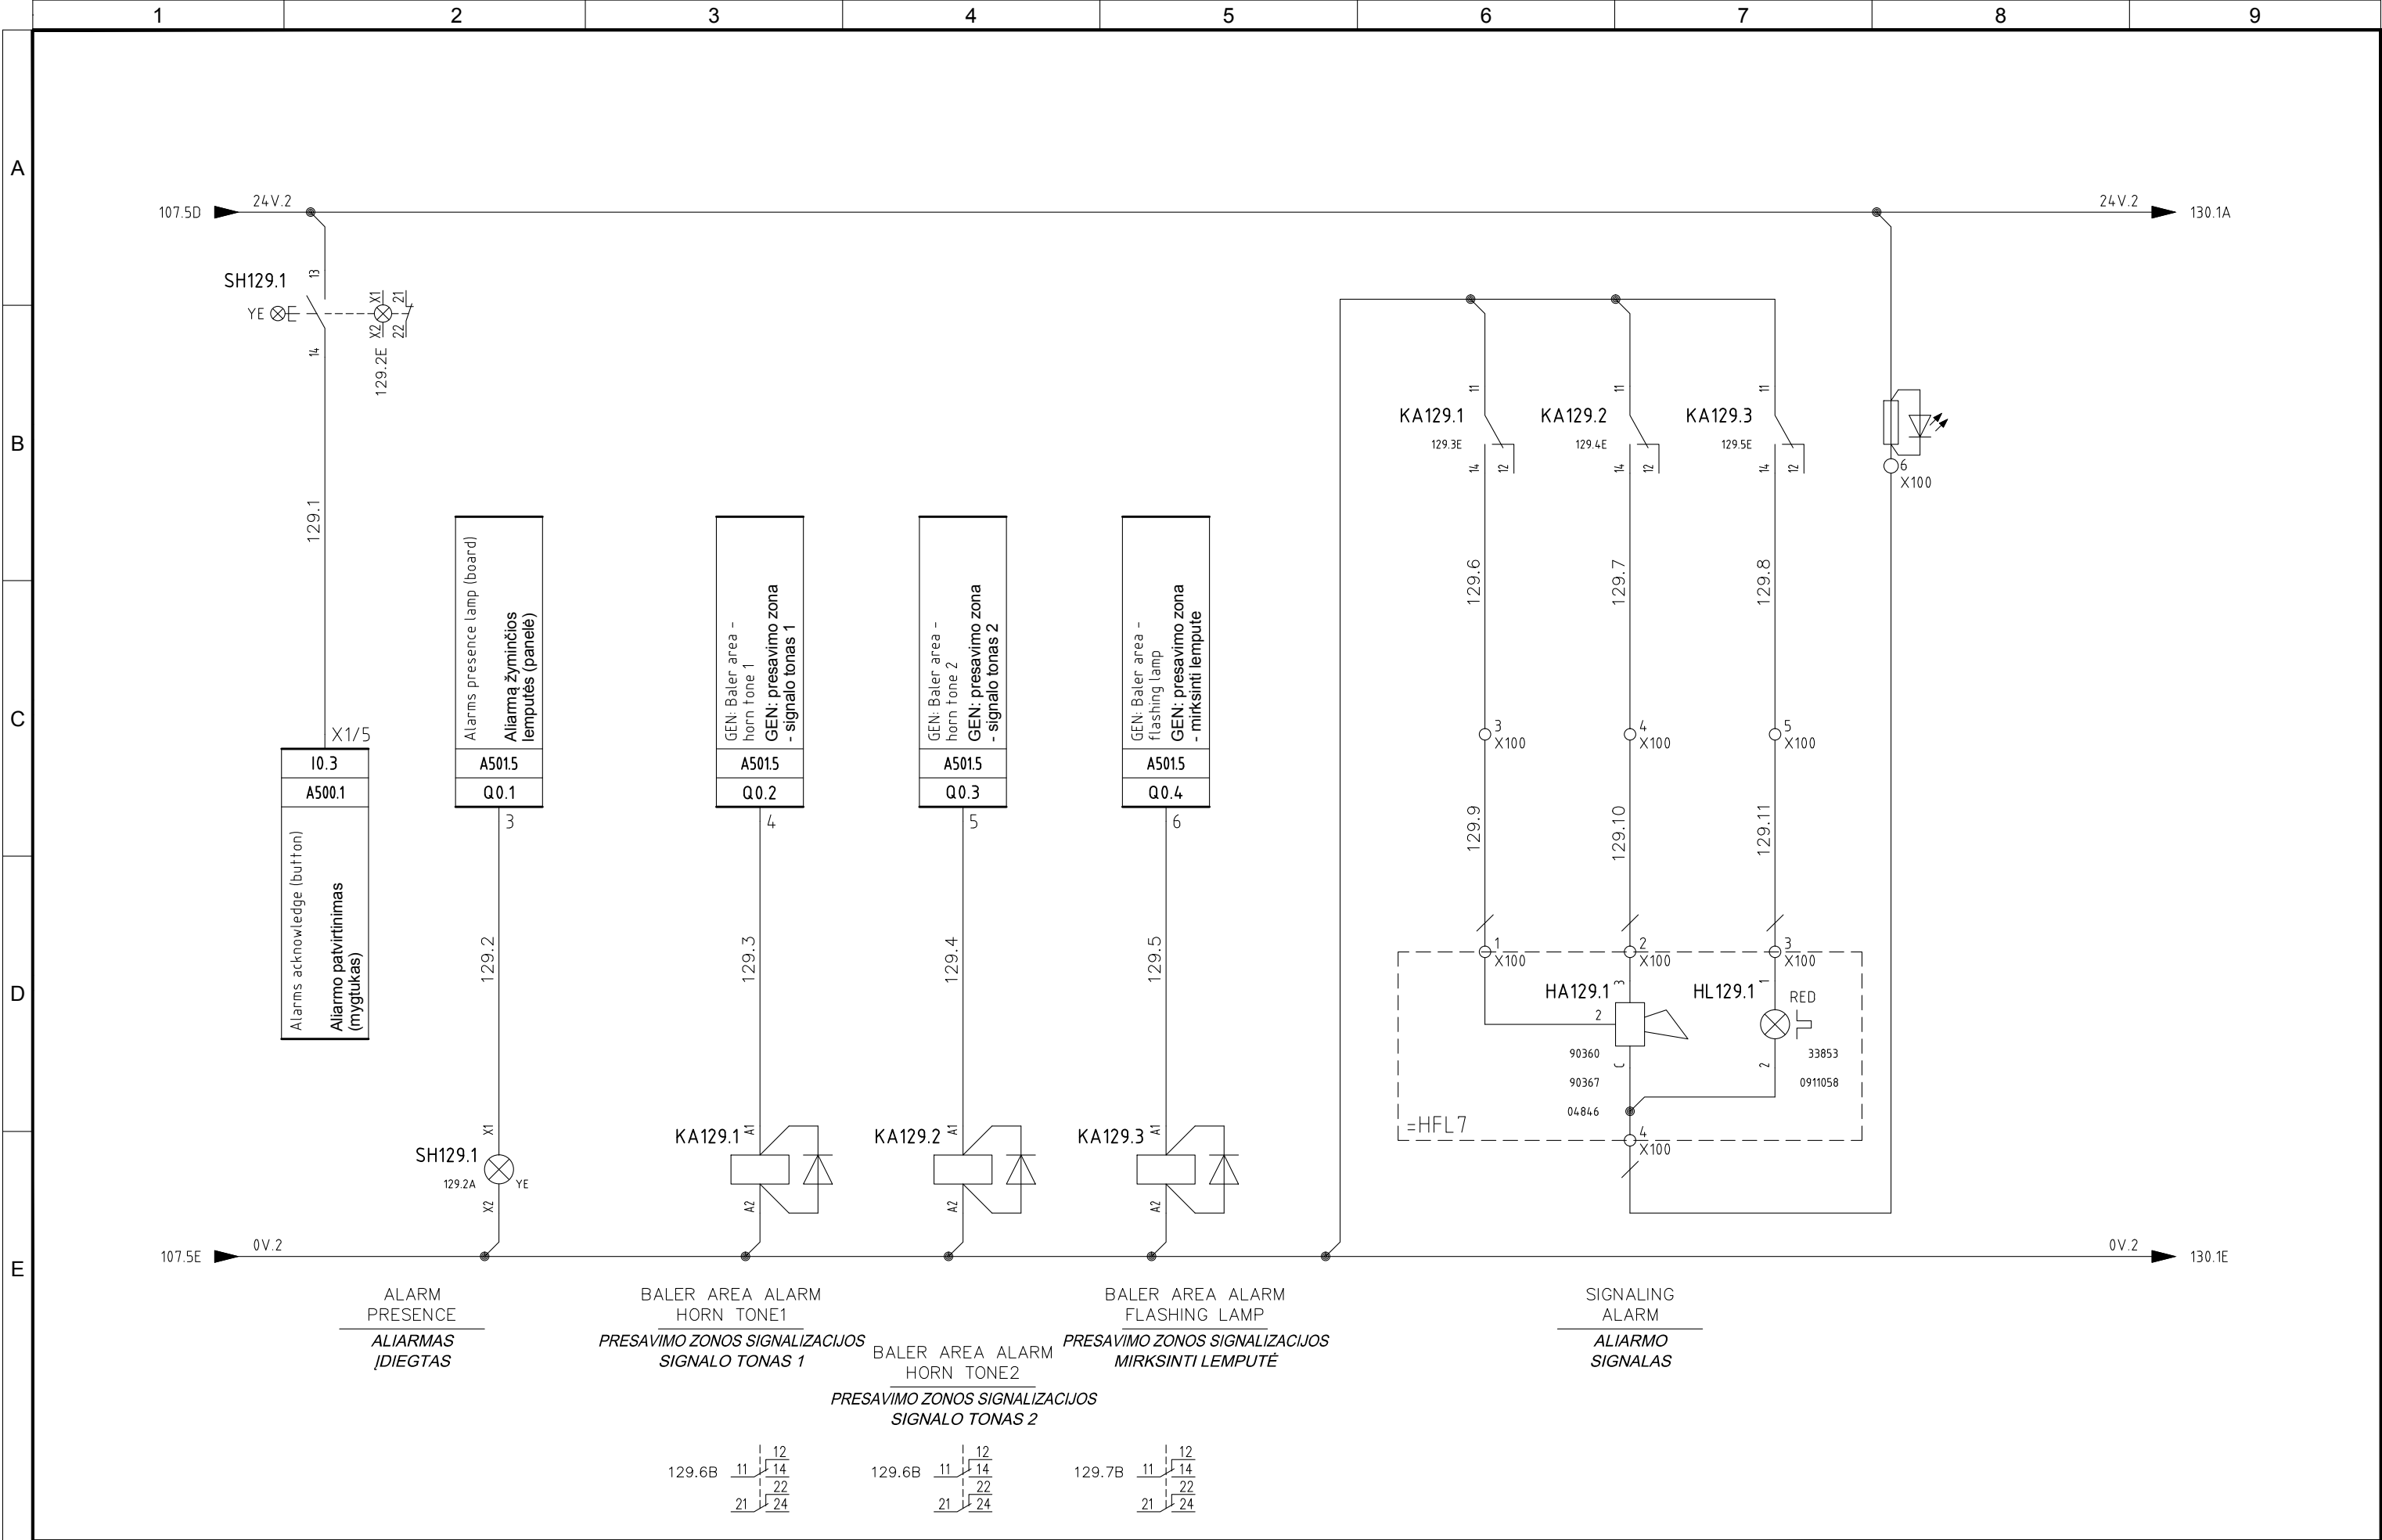 1 2 3 4 5 6 7 8 9
A
B
C
D
E
107.5D
24V.2
24V.2
130.1A
SH129.1
13
YE
14
X1
X2
21
22
129.2E
129.1
X1/5
I0.3
A500.1
Alarms acknowledge (button)
Aliarmo patvirtinimas
(mygtukas)
Alarms presence lamp (board)
Aliarmą žyminčios
lemputės (panelė)
A501.5
Q0.1
3
129.2
X1
SH129.1
129.2A
YE
X2
GEN: Baler area -
horn tone 1
GEN: presavimo zona
- signalo tonas 1
A501.5
Q0.2
4
129.3
KA129.1
A1
A2
GEN: Baler area -
horn tone 2
GEN: presavimo zona
- signalo tonas 2
A501.5
Q0.3
5
129.4
KA129.2
A1
A2
GEN: Baler area -
flashing lamp
GEN: presavimo zona
- mirksinti lempute
A501.5
Q0.4
6
129.5
KA129.3
A1
A2
11
KA129.1
129.3E
14
12
129.6
3
X100
129.9
1
X100
11
KA129.2
129.4E
14
12
129.7
4
X100
129.10
2
X100
11
KA129.3
129.5E
14
12
129.8
5
X100
129.11
3
X100
6
X100
HA129.1
3
2
C
90360
90367
04846
HL129.1
1
RED
2
33853
0911058
=HFL7
4
X100
107.5E
0V.2
0V.2
130.1E
ALARM
PRESENCE
ALIARMAS
ĮDIEGTAS
BALER AREA ALARM
HORN TONE1
PRESAVIMO ZONOS SIGNALIZACIJOS
SIGNALO TONAS 1
BALER AREA ALARM
HORN TONE2
PRESAVIMO ZONOS SIGNALIZACIJOS
SIGNALO TONAS 2
BALER AREA ALARM
FLASHING LAMP
PRESAVIMO ZONOS SIGNALIZACIJOS
MIRKSINTI LEMPUTĖ
SIGNALING
ALARM
ALIARMO
SIGNALAS
12
129.6B 11 14
22
21 24
12
129.6B 11 14
22
21 24
12
129.7B 11 14
22
21 24